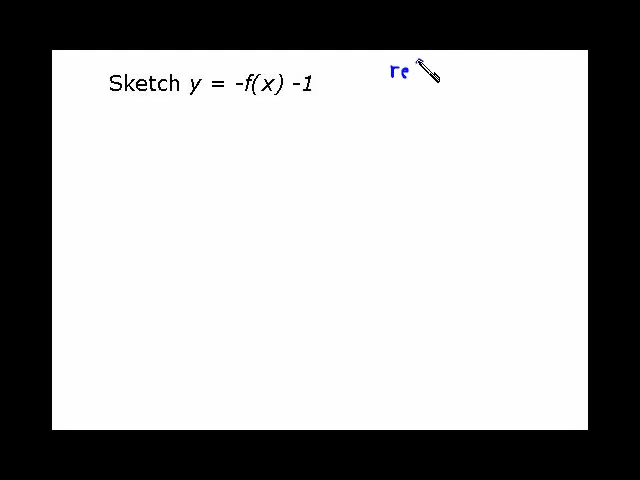 Sketch y = -f(x) -1
re